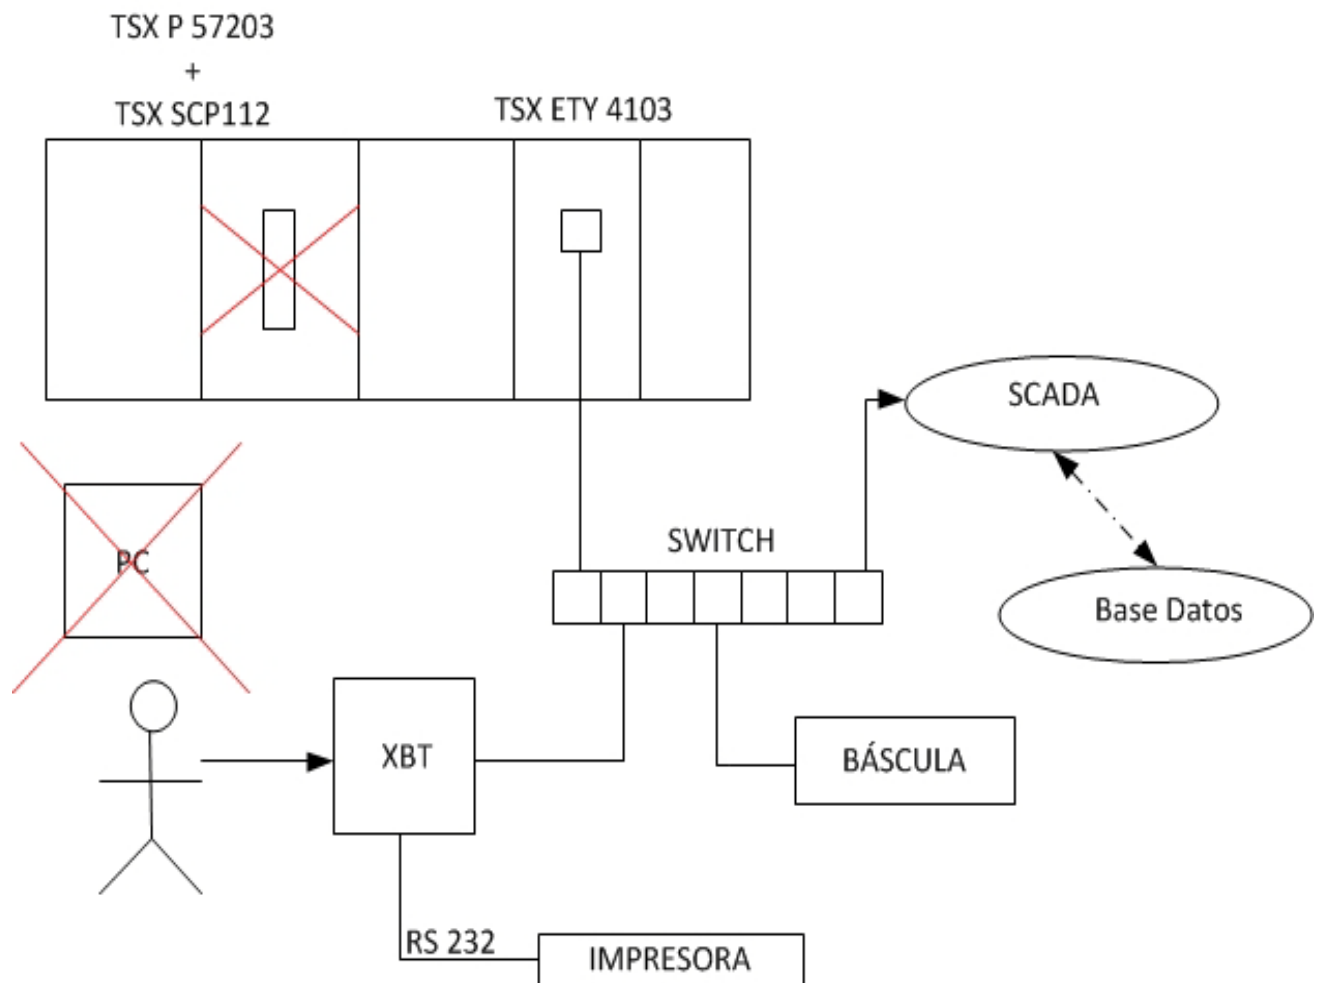 TSX P 57203
+
TSX SCP112
TSX ETY 4103
SCADA
PC
SWITCH
Base Datos
XBT
BÁSCULA
RS 232
IMPRESORA